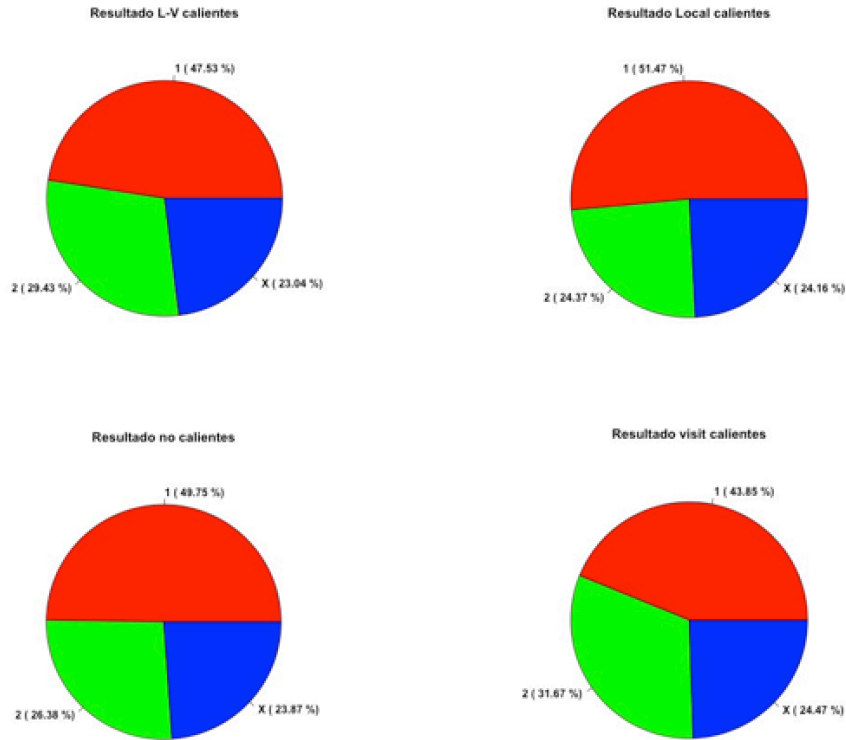 Resultado L-V calientes
1 ( 47.53 %)
2 ( 29.43 %)
X ( 23.04 %)
Resultado Local calientes
1 ( 51.47 %)
2 ( 24.37 %)
X ( 24.16 %)
Resultado no calientes
1 ( 49.75 %)
2 ( 26.38 %)
X ( 23.87 %)
Resultado visit calientes
1 ( 43.85 %)
2 ( 31.67 %)
X ( 24.47 %)